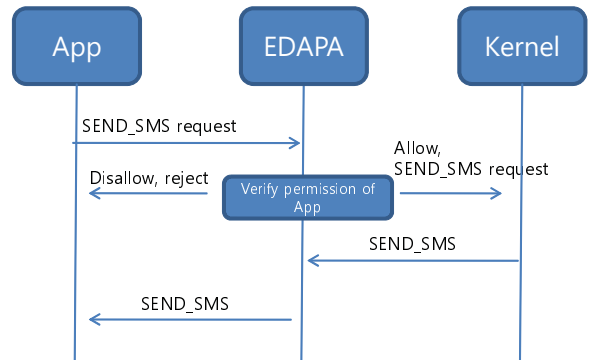 App
EDAPA
Kernel
SEND_SMS request
Allow,
SEND_SMS request
Disallow, reject
Verify permission of
App
SEND_SMS
SEND_SMS